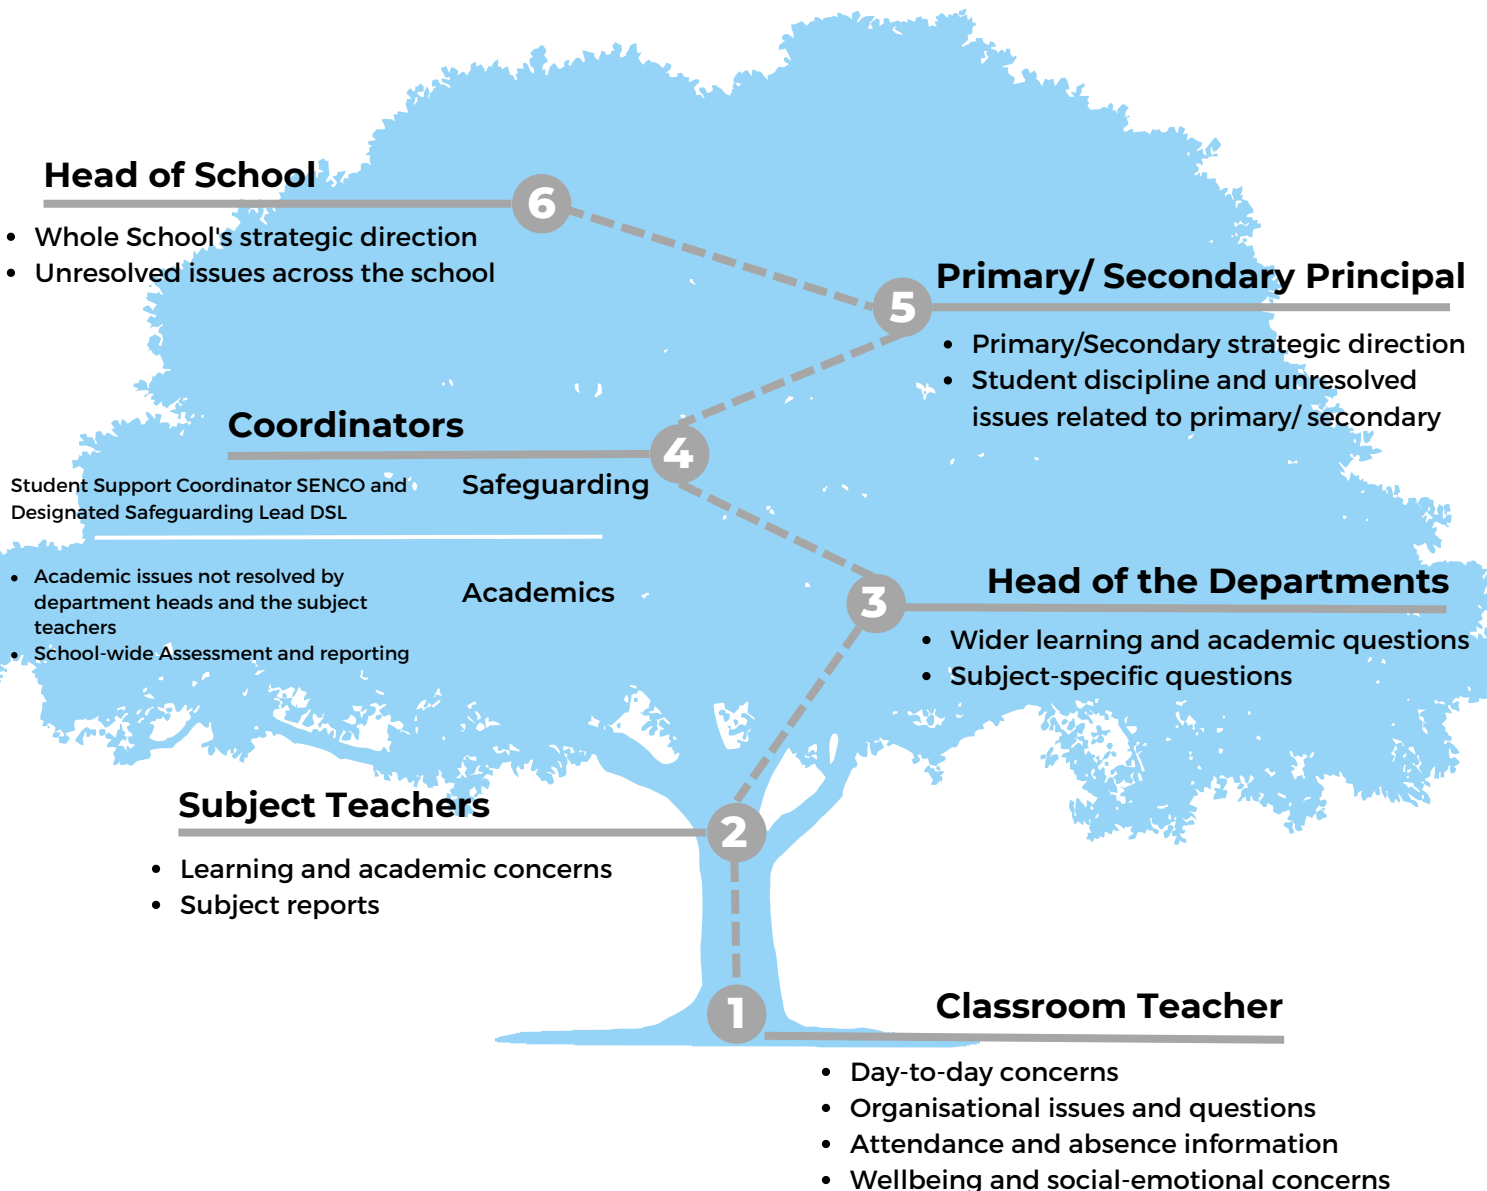 Head of School
6
• Whole School's strategic direction
• Unresolved issues across the school
Primary/ Secondary Principal
5
• Primary/Secondary strategic direction
• Student discipline and unresolved
issues related to primary/ secondary
Coordinators
4
Student Support Coordinator SENCO and
Designated Safeguarding Lead DSL
Safeguarding
• Academic issues not resolved by
department heads and the subject
teachers
• School-wide Assessment and reporting
Academics
Head of the Departments
3
• Wider learning and academic questions
• Subject-specific questions
Subject Teachers
2
• Learning and academic concerns
• Subject reports
1
Classroom Teacher
• Day-to-day concerns
• Organisational issues and questions
• Attendance and absence information
• Wellbeing and social-emotional concerns